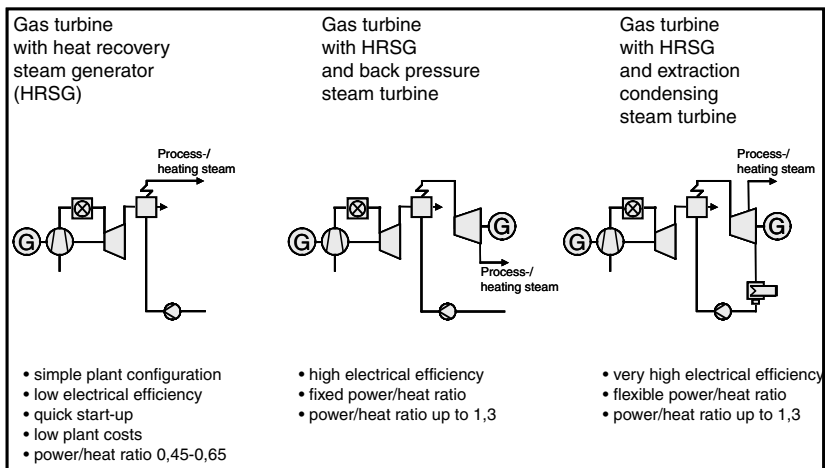 Gas turbine
with heat recovery
steam generator
(HRSG)
Process-/
heating steam
G
• simple plant configuration
• low electrical efficiency
• quick start-up
• low plant costs
• power/heat ratio 0,45-0,65
Gas turbine
with HRSG
and back pressure
steam turbine
G
G
Process-/
heating steam
• high electrical efficiency
• fixed power/heat ratio
• power/heat ratio up to 1,3
Gas turbine
with HRSG
and extraction
condensing
steam turbine
Process-/
heating steam
G
G
• very high electrical efficiency
• flexible power/heat ratio
• power/heat ratio up to 1,3